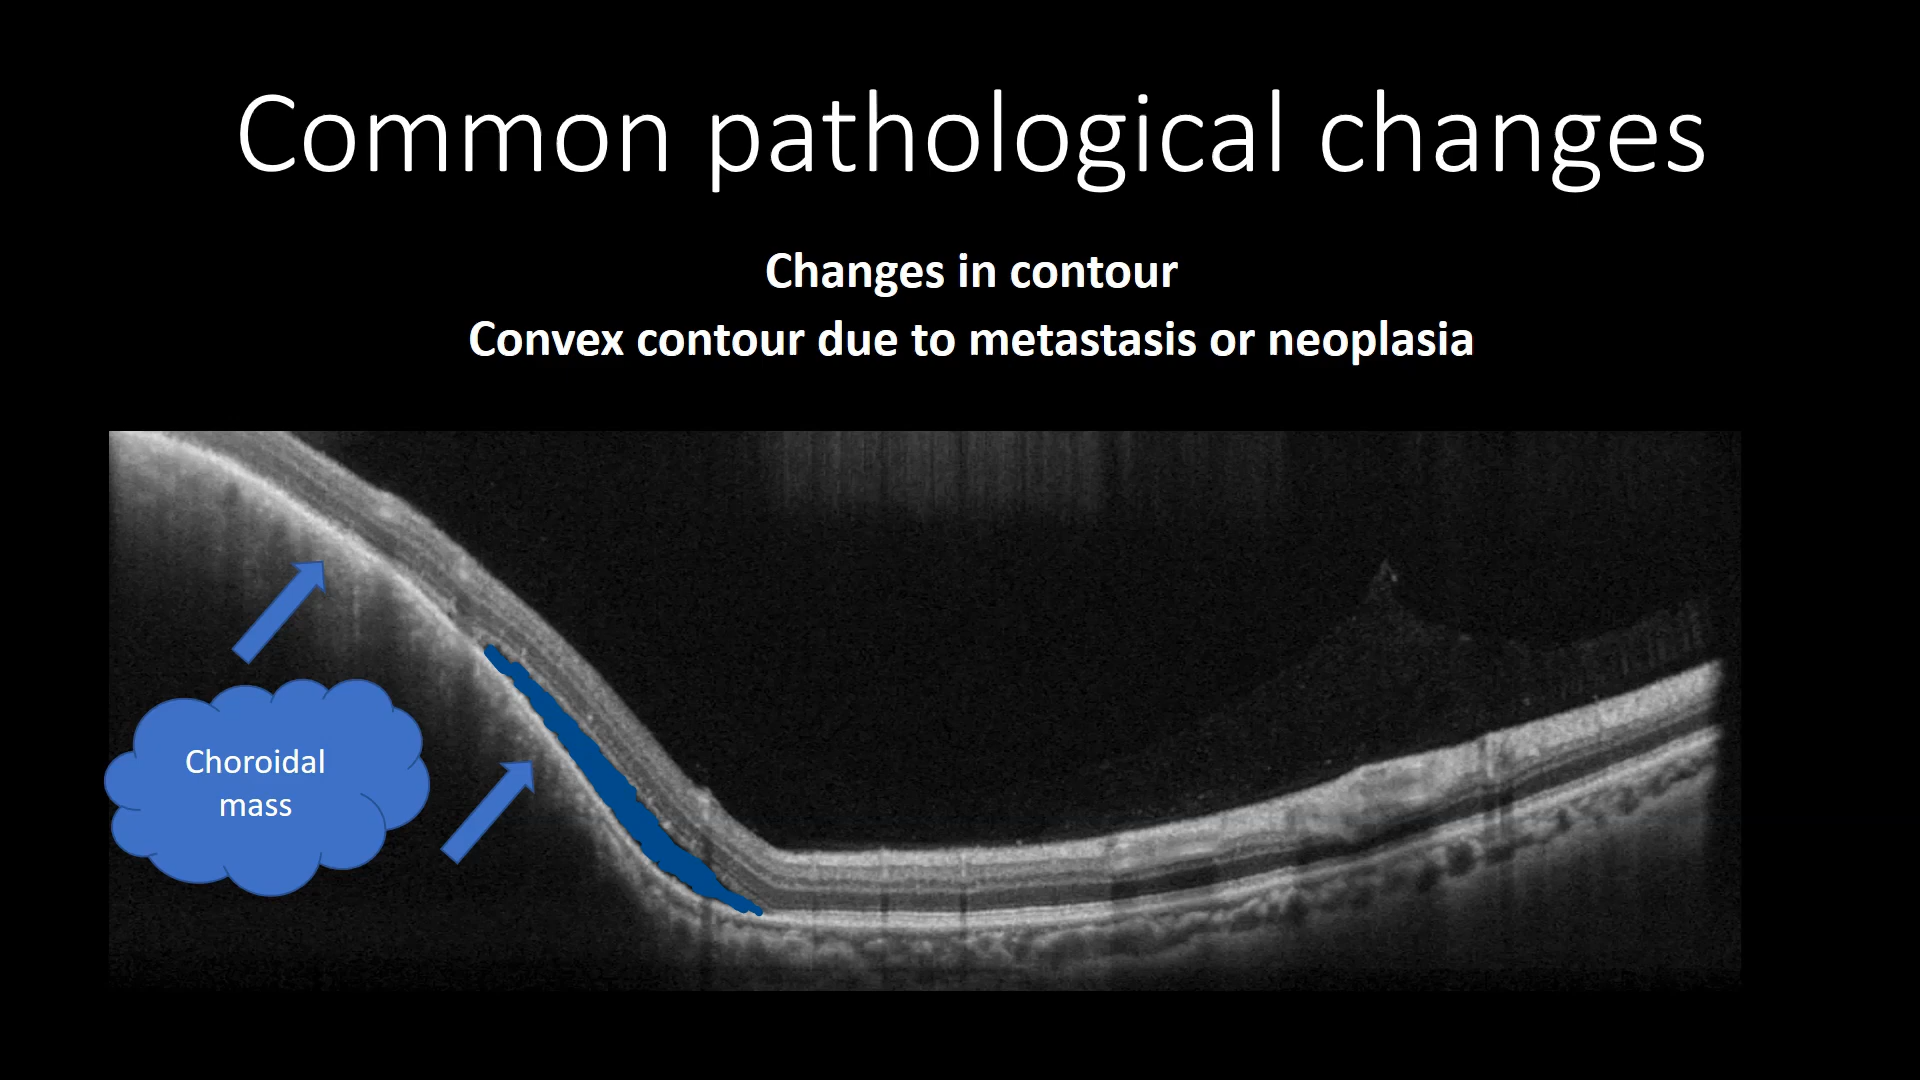 Common pathological changes
Changes in contour
Convex contour due to metastasis or neoplasia
Choroidal
mass